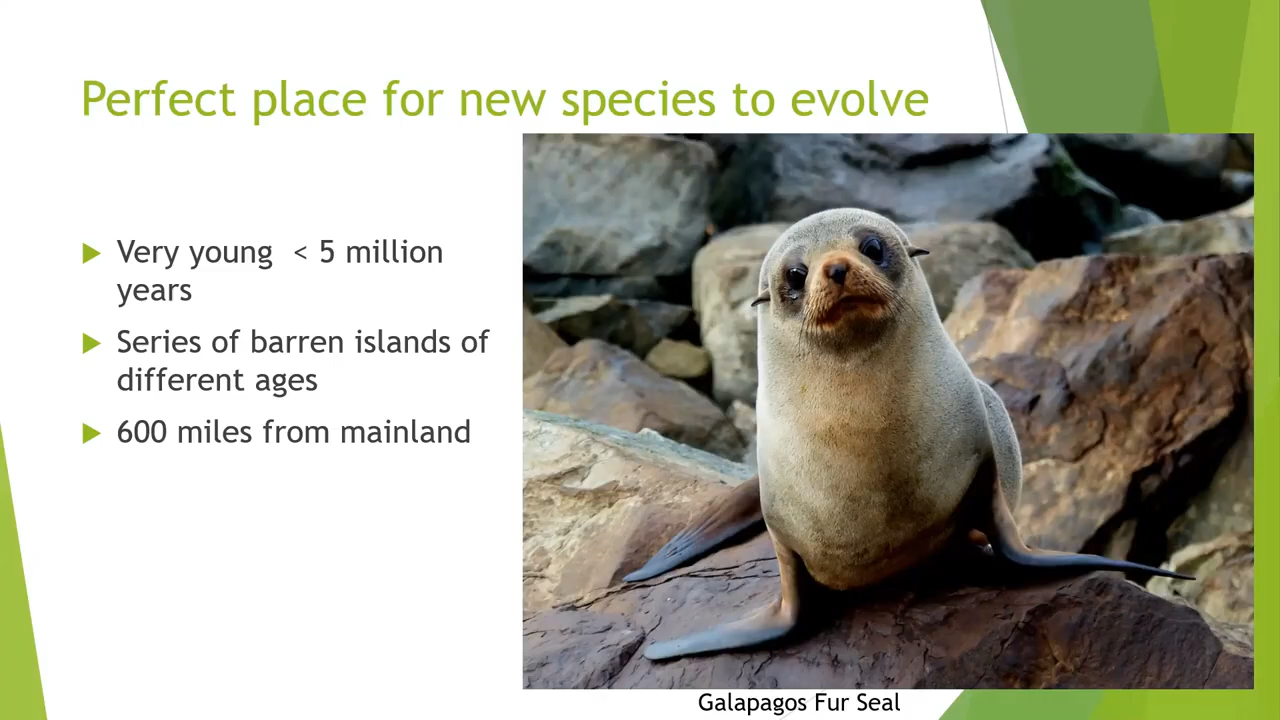 Perfect place for new species to evolve
Very young < 5 million
years
Series of barren islands of
different ages
600 miles from mainland
Galapagos Fur Seal